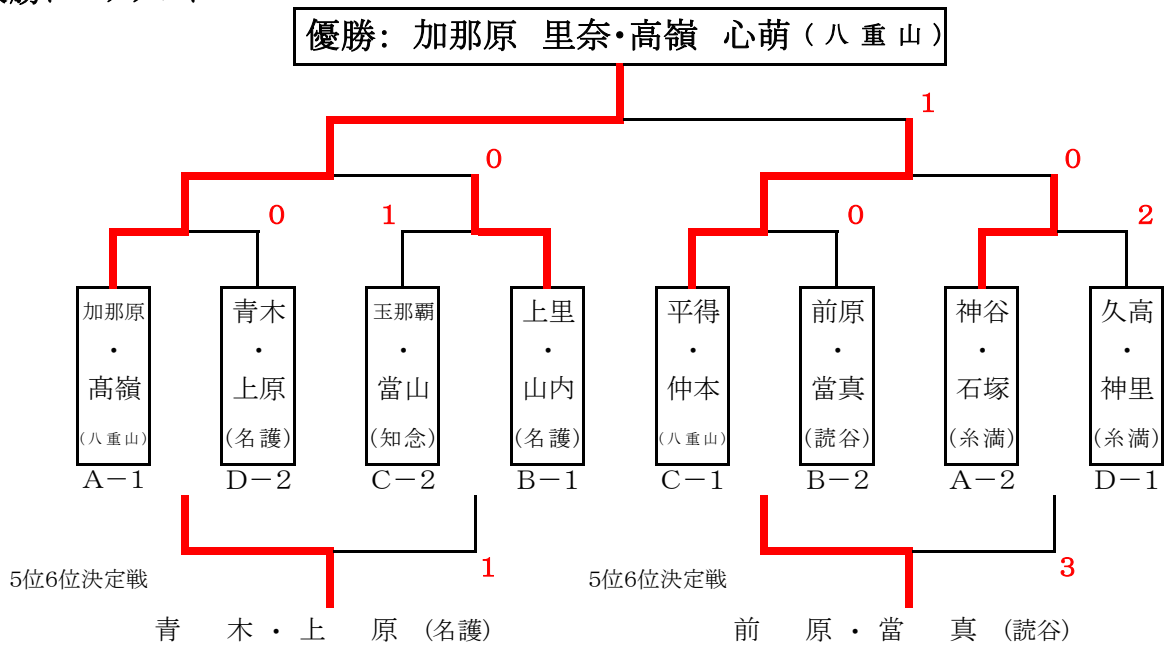 優勝: 加那原 里奈・高嶺 心萌(八重山)
1
0 0
0 1 0 2
加那原・髙嶺(八重山)
青木・上原(名護)
玉那覇・當山(知念)
上里・山内(名護)
平得・仲本(八重山)
前原・當真(読谷)
神谷・石塚(糸満)
久高・神里(糸満)
A-1 D-2 C-2 B-1 C-1 B-2 A-2 D-1
1 3
5位6位決定戦 5位6位決定戦
青 木・上 原 (名護) 前 原・當 真 (読谷)